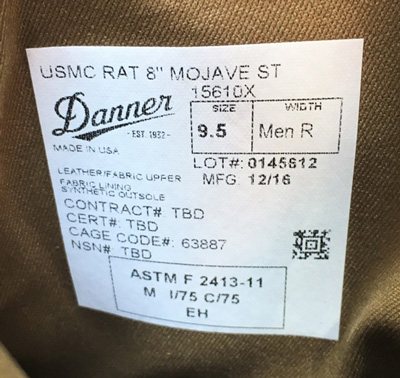 USMC RAT 8" MOJAVE ST
15610X
Danner
-EST. 1932-
MADE IN USA
SIZE WIDTH
9.5 Men R
LOT#: 0145612
MFG. 12/16
LEATHER/FABRIC UPPER
FABRIC LINING
SYNTHETIC OUTSOLE
CONTRACT# TBD
CERT#: TBD
CAGE CODE#: 63887
NSN#: TBD
ASTM F 2413-11
M I/75 C/75
EH